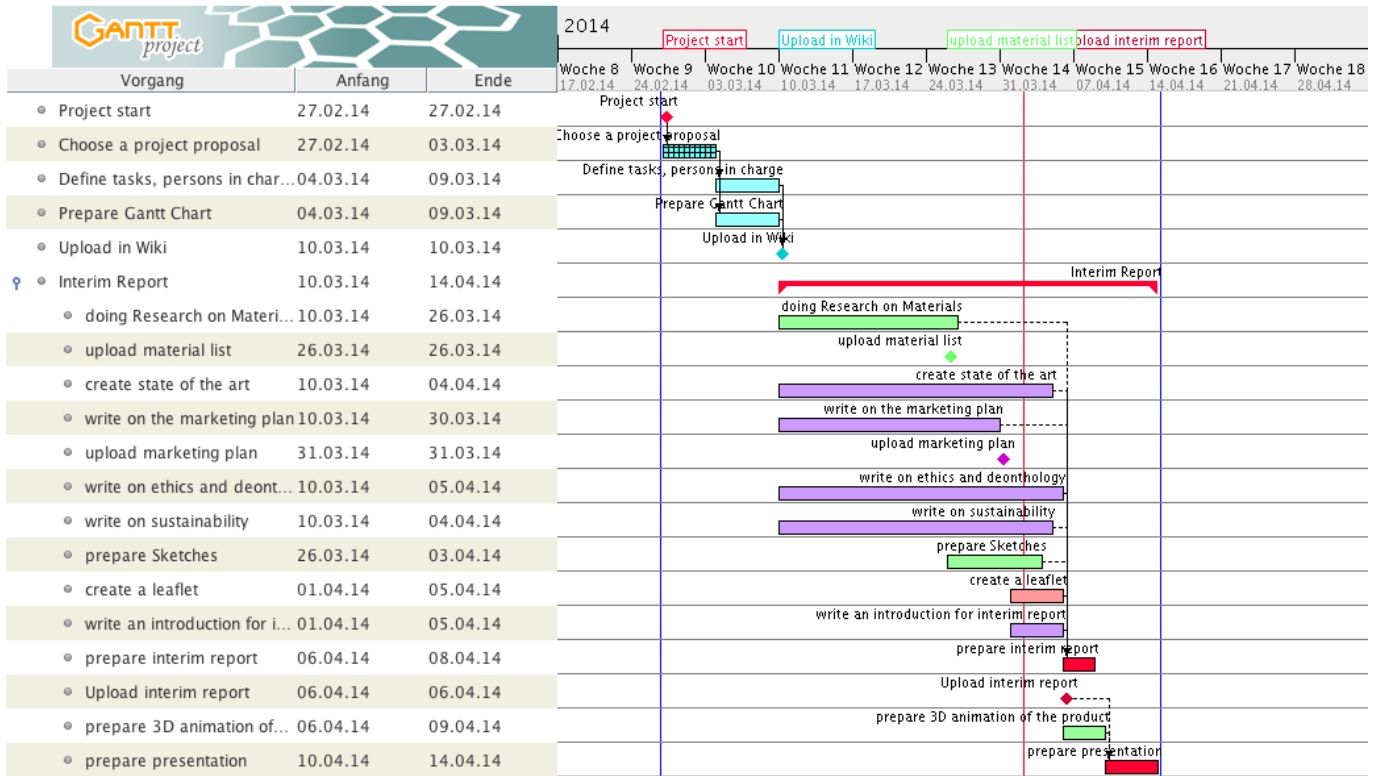 GANTT
project
2014
Project start Upload in Wiki upload material list pload interim report
Vorgang Anfang Ende
Woche 8 Woche 9 Woche 10 Woche 11 Woche 12 Woche 13 Woche 14 Woche 15 Woche 16 Woche 17 Woche 18
17.02.14 24.02.14 03.03.14 10.03.14 17.03.14 24.03.14 31.03.14 07.04.14 14.04.14 21.04.14 28.04.14
Project start 27.02.14 27.02.14 Project start
Choose a project proposal 27.02.14 03.03.14 Choose a project proposal
Define tasks, persons in char... 04.03.14 09.03.14 Define tasks, persons in charge
Prepare Gantt Chart 04.03.14 09.03.14 Prepare Gantt Chart
Upload in Wiki 10.03.14 10.03.14 Upload in Wiki
Interim Report 10.03.14 14.04.14 Interim Report
doing Research on Materi... 10.03.14 26.03.14 doing Research on Materials
upload material list 26.03.14 26.03.14 upload material list
create state of the art 10.03.14 04.04.14 create state of the art
write on the marketing plan 10.03.14 30.03.14 write on the marketing plan
upload marketing plan 31.03.14 31.03.14 upload marketing plan
write on ethics and deont... 10.03.14 05.04.14 write on ethics and deonthology
write on sustainability 10.03.14 04.04.14 write on sustainability
prepare Sketches 26.03.14 03.04.14 prepare Sketches
create a leaflet 01.04.14 05.04.14 create a leaflet
write an introduction for i... 01.04.14 05.04.14 write an introduction for interim report
prepare interim report 06.04.14 08.04.14 prepare interim report
Upload interim report 06.04.14 06.04.14 Upload interim report
prepare 3D animation of... 06.04.14 09.04.14 prepare 3D animation of the product
prepare presentation 10.04.14 14.04.14 prepare presentation